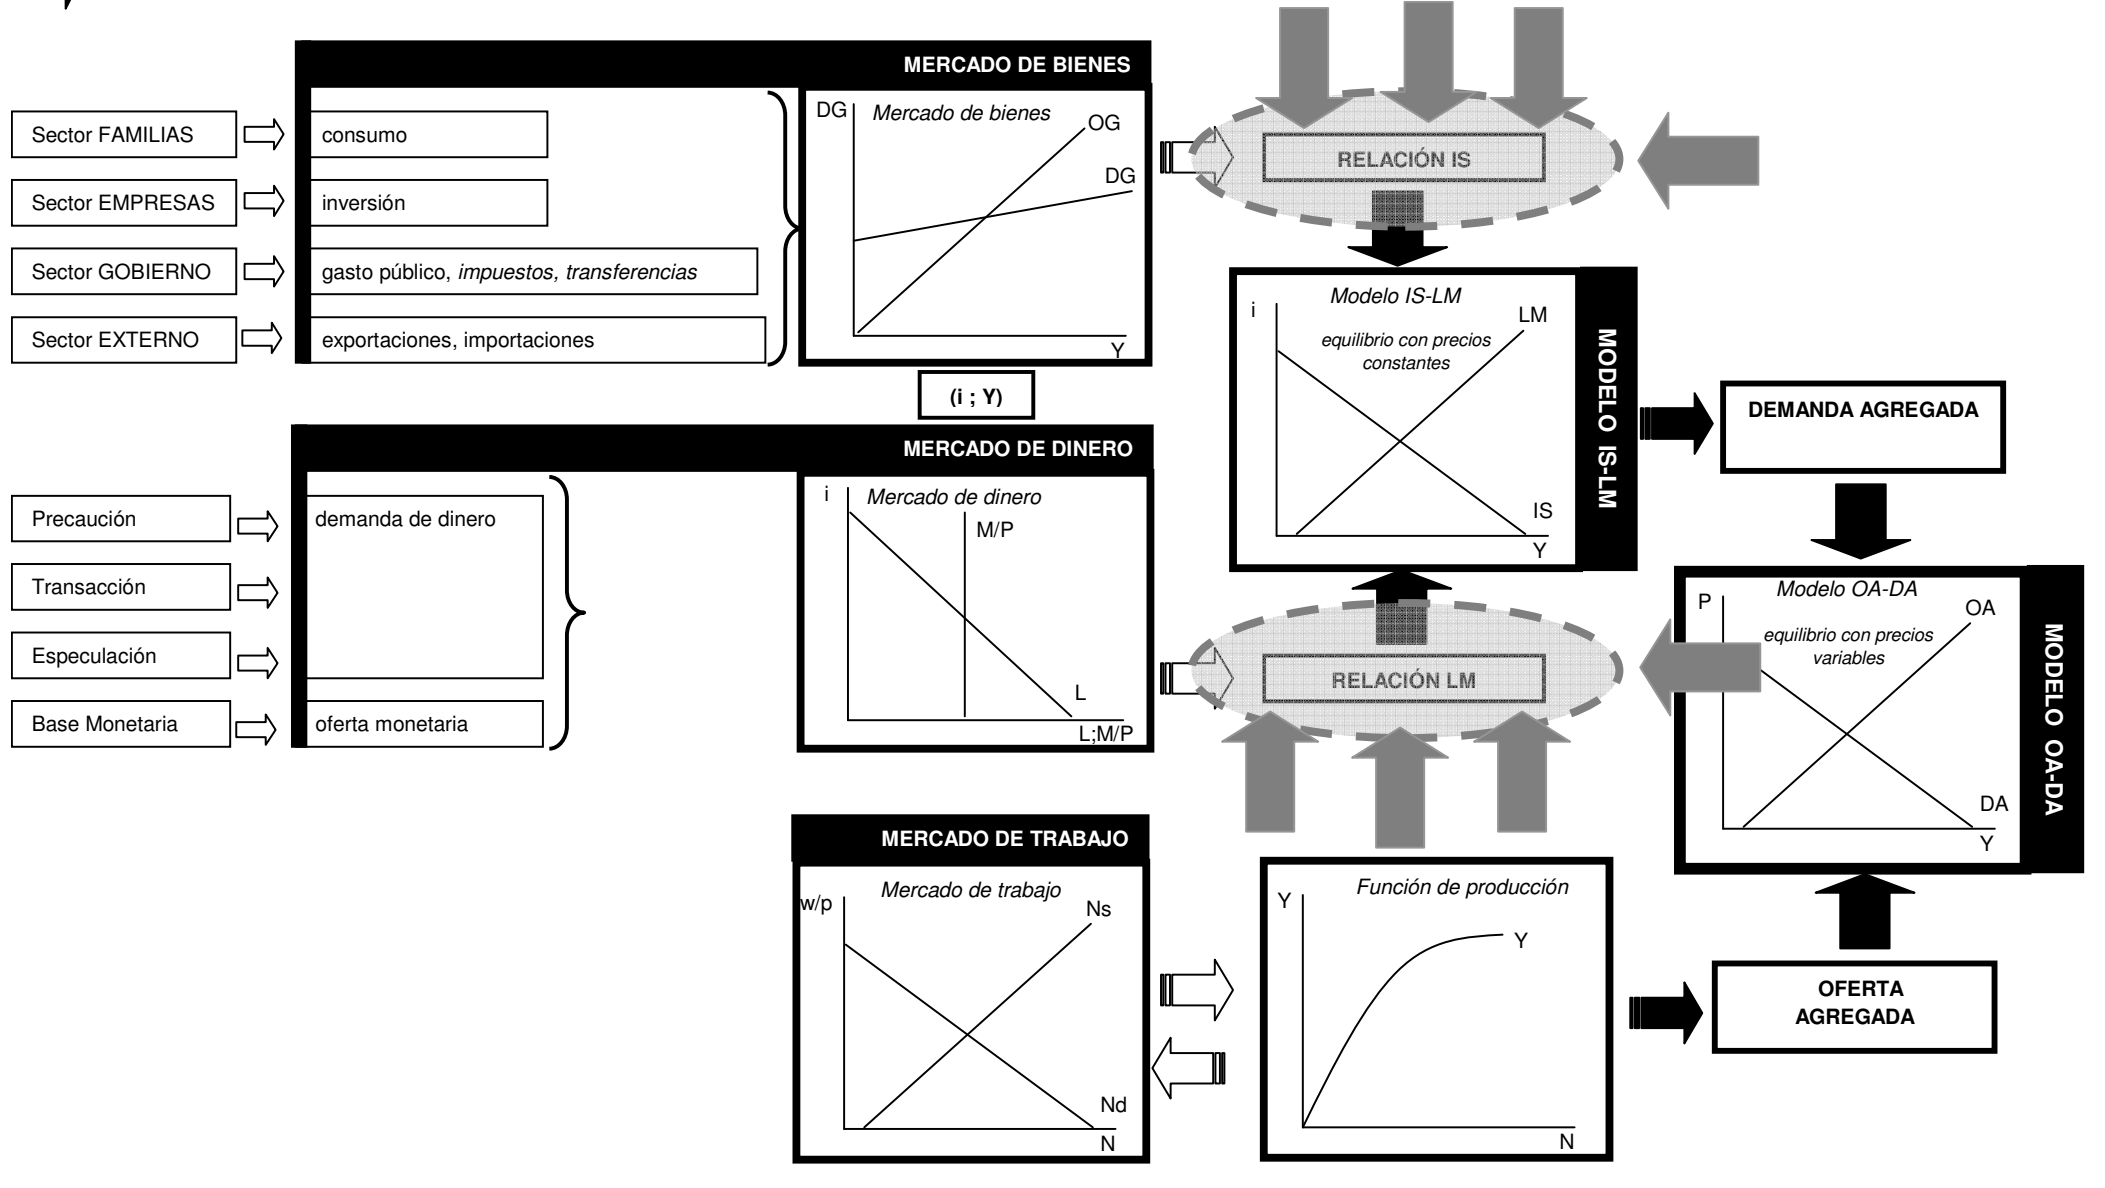 MERCADO DE BIENES
Sector FAMILIAS
consumo
Sector EMPRESAS
inversión
Sector GOBIERNO
gasto público, impuestos, transferencias
Sector EXTERNO
exportaciones, importaciones
DG
Mercado de bienes
OG
DG
Y
RELACIÓN IS
(i ; Y)
i
Modelo IS-LM
LM
equilibrio con precios
constantes
IS
Y
MODELO IS-LM
DEMANDA AGREGADA
MERCADO DE DINERO
Precaución
demanda de dinero
Transacción
Especulación
Base Monetaria
oferta monetaria
i
Mercado de dinero
M/P
L
L;M/P
RELACIÓN LM
P
Modelo OA-DA
OA
equilibrio con precios
variables
DA
Y
MODELO OA-DA
MERCADO DE TRABAJO
w/p
Mercado de trabajo
Ns
Nd
N
Y
Función de producción
Y
N
OFERTA
AGREGADA